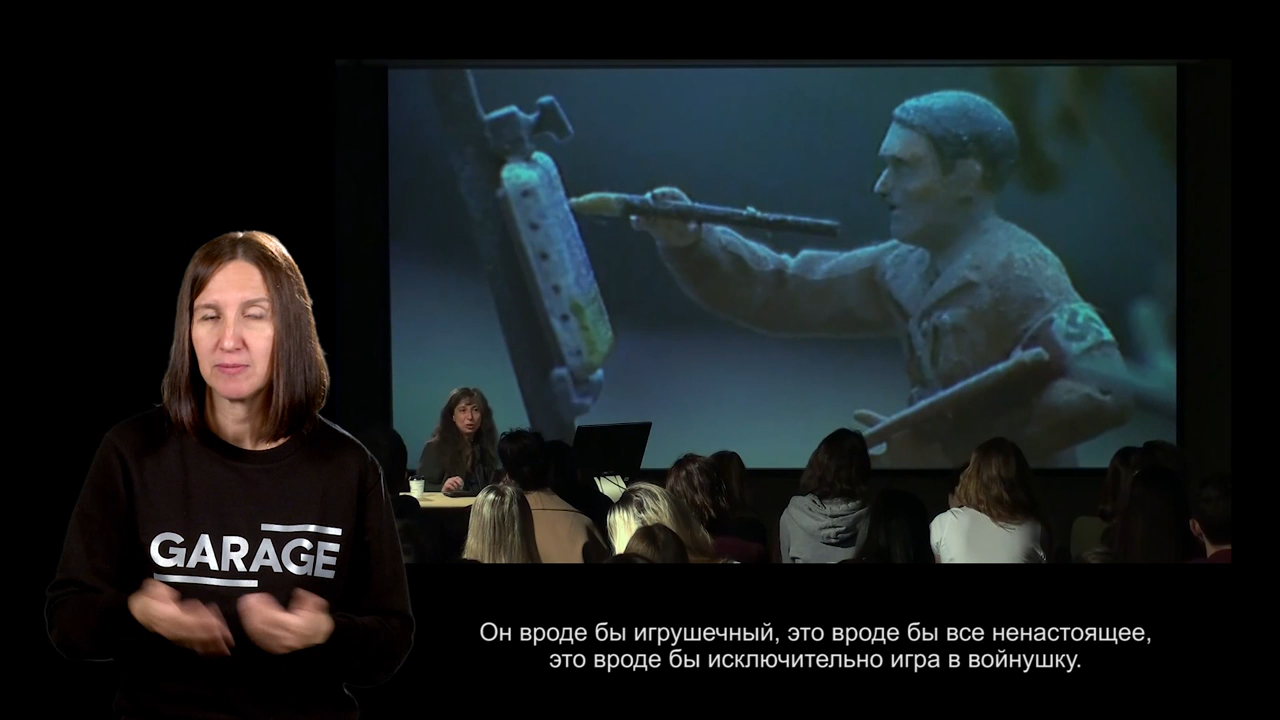 GARAGE
Он вроде бы игрушечный, это вроде бы все ненастоящее,
это вроде бы исключительно игра в войнушку.